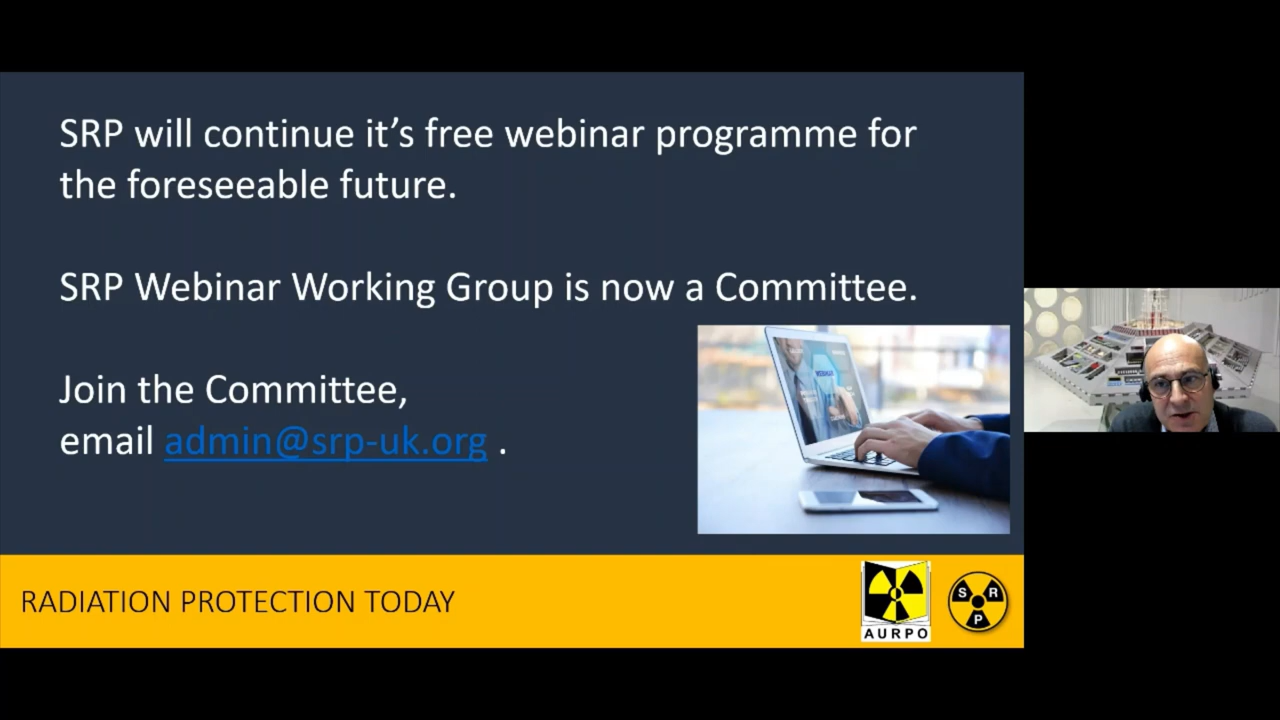 SRP will continue it’s free webinar programme for
the foreseeable future.
SRP Webinar Working Group is now a Committee.
Join the Committee,
email admin@srp-uk.org .
WEBINAR
RADIATION PROTECTION TODAY
AURPO
S R
P